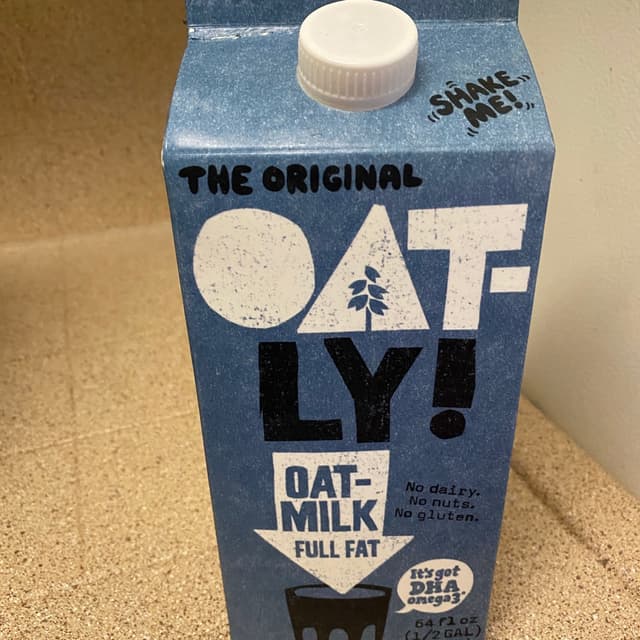 SHAKE
ME!
THE ORIGINAL
OAT-
LY!
OAT-
MILK
FULL FAT
No dairy.
No nuts.
No gluten.
It's got
DHA
omega3*
64 fl oz
(1/2 GAL)